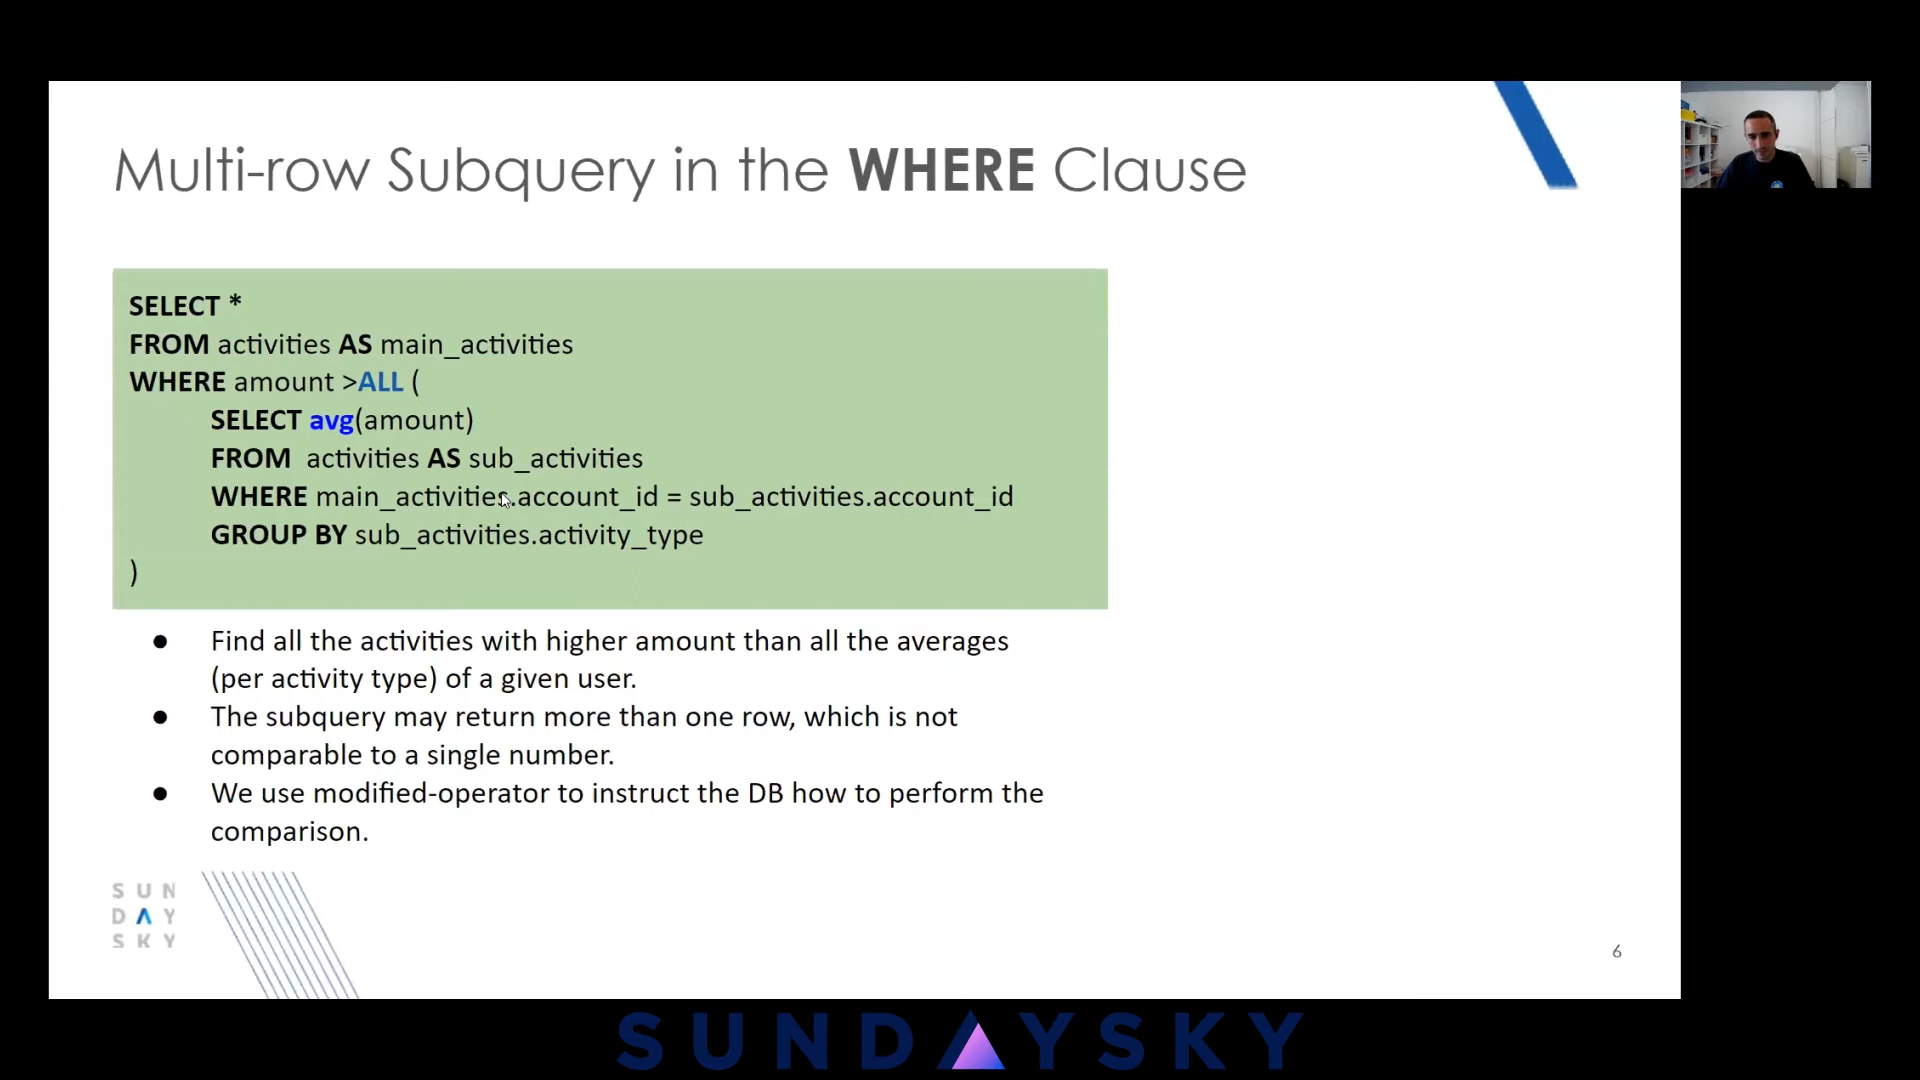 Multi-row Subquery in the WHERE Clause
SELECT *
FROM activities AS main_activities
WHERE amount >ALL (
SELECT avg(amount)
FROM activities AS sub_activities
WHERE main_activities.account_id = sub_activities.account_id
GROUP BY sub_activities.activity_type
)
● Find all the activities with higher amount than all the averages
(per activity type) of a given user.
● The subquery may return more than one row, which is not
comparable to a single number.
● We use modified-operator to instruct the DB how to perform the
comparison.
SUN
DAY
SKY
6
SUNDAYSKY